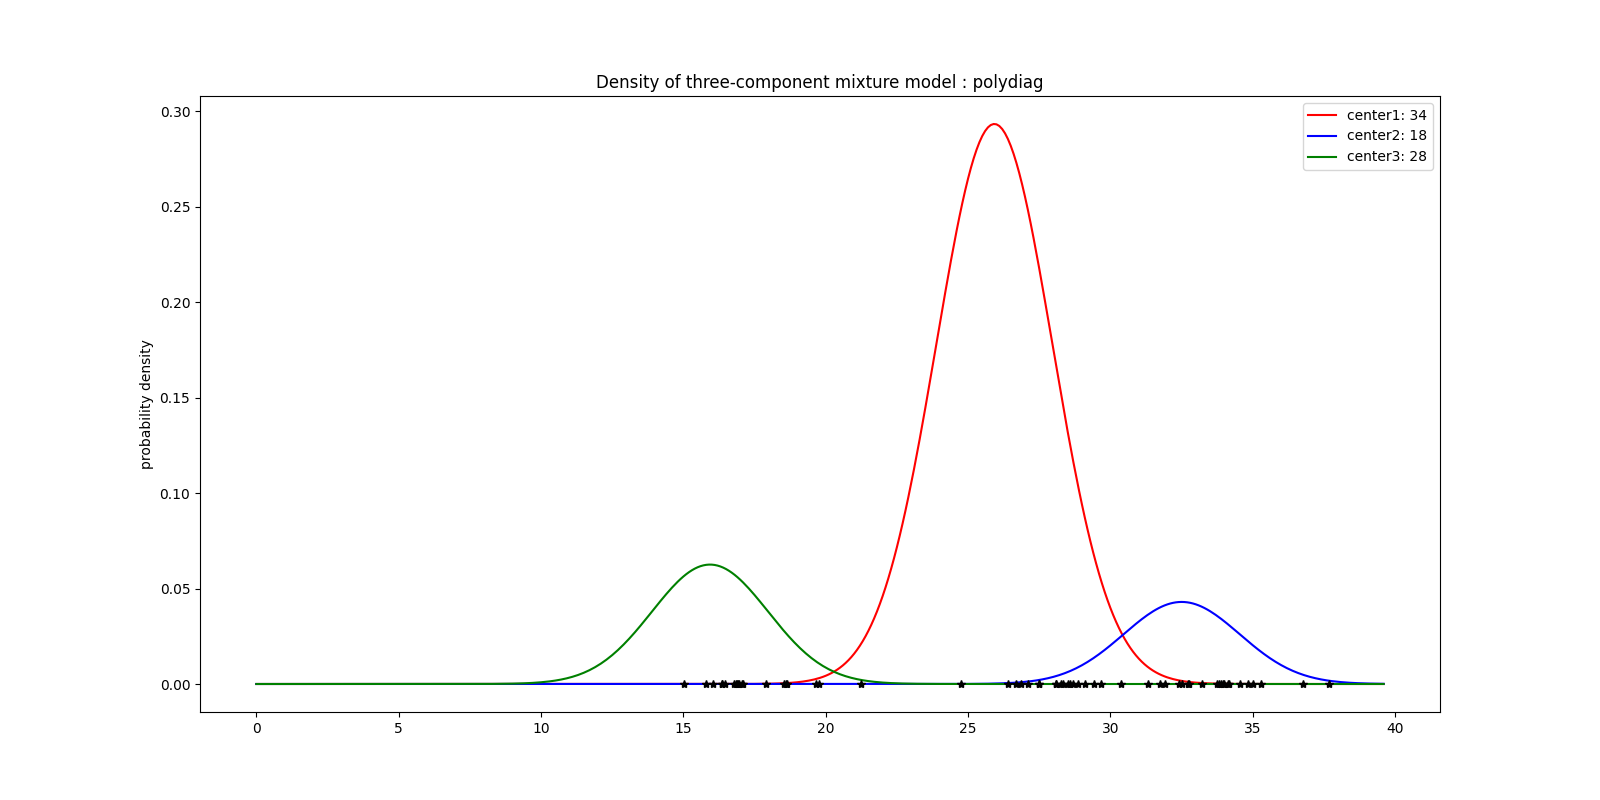 Density of three-component mixture model : polydiag
center1: 34
center2: 18
center3: 28
probability density
0.30
0.25
0.20
0.15
0.10
0.05
0.00
0 5 10 15 20 25 30 35 40